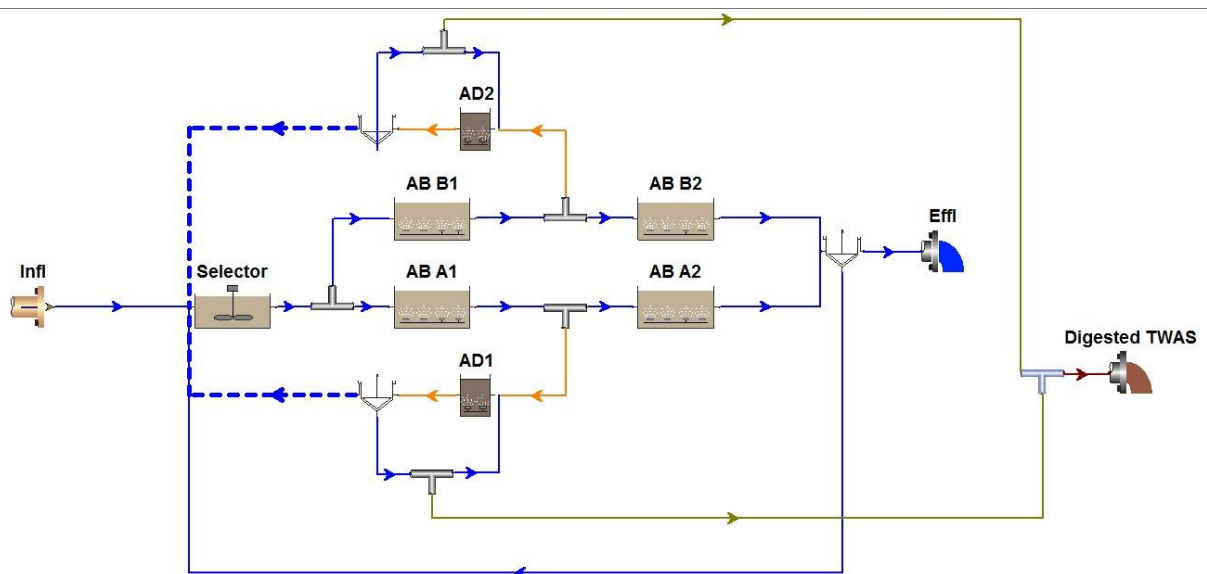 AD2
AB B1
AB B2
Effl
Infl
Selector
AB A1
AB A2
AD1
Digested TWAS